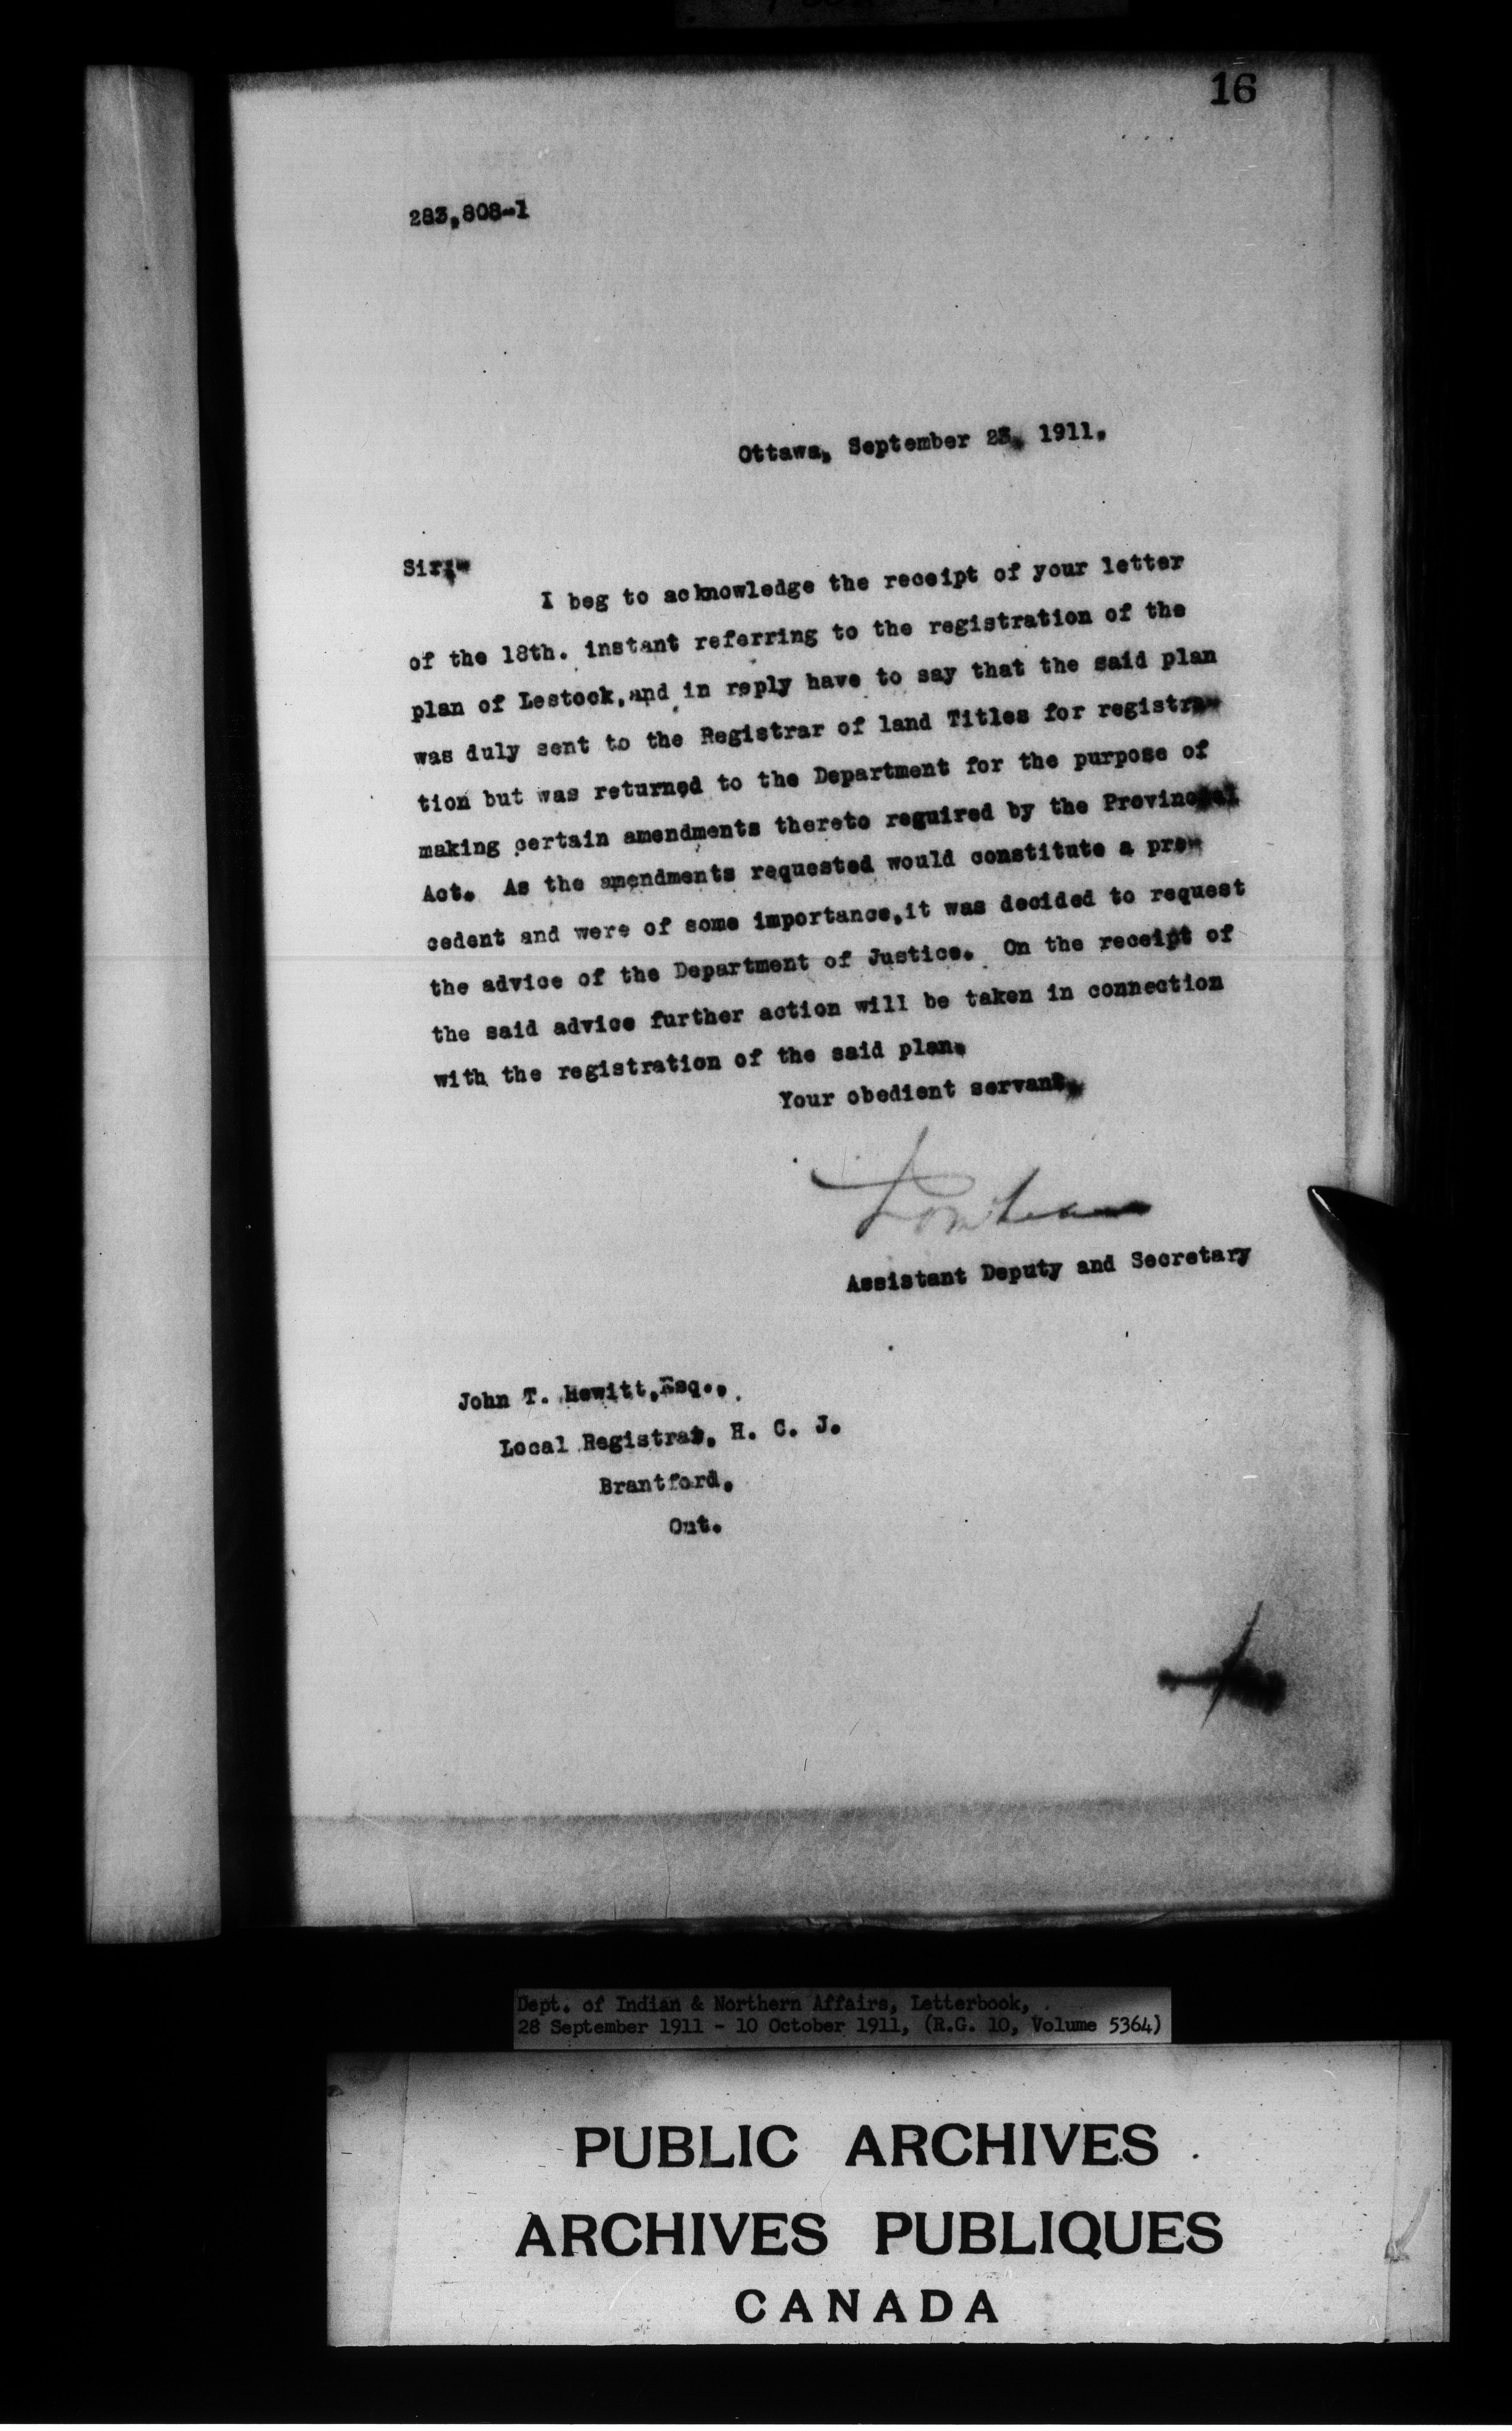 16
283,808-1
Ottawa, September 23, 1911.
Sir:-
I beg to acknowledge the receipt of your letter
of the 18th. instant referring to the registration of the
plan of Lestock,and in reply have to say that the said plan
was duly sent to the Registrar of land Titles for registra-
tion but was returned to the Department for the purpose of
making certain amendments thereto reguired by the Provincial
Act. As the amendments requested would constitute a pre-
cedent and were of some importance,it was decided to request
the advice of the Department of Justice. On the receipt of
the said advice further action will be taken in connection
with the registration of the said plan.
Your obedient servant,
Assistant Deputy and Secretary
John T. Hewitt,Esq.,
Local Registrar, H. C. J.
Brantford,
Ont.
Dept. of Indian & Northern Affairs, Letterbook,
28 September 1911 - 10 October 1911, (R.G. 10, Volume 5364)
PUBLIC ARCHIVES
ARCHIVES PUBLIQUES
CANADA